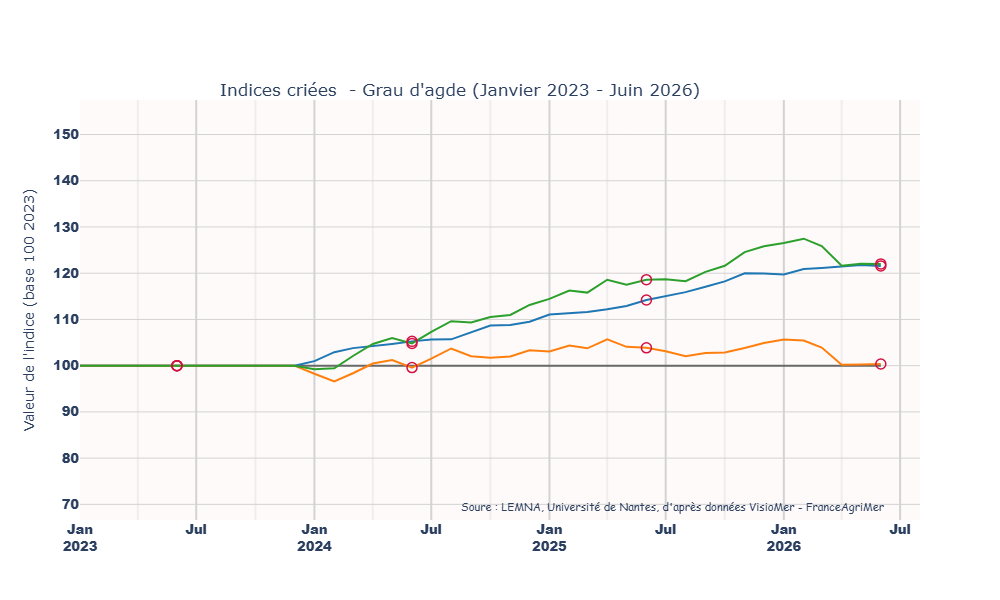 Indices criées  - Grau d'agde (Janvier 2023 - Juin 2026)
Valeur de l'indice (base 100 2023)
150
140
130
120
110
100
90
80
70
Soure : LEMNA, Université de Nantes, d'après données VisioMer - FranceAgriMer
Jan Jul Jan Jul Jan Jul Jan Jul
2023 2024 2025 2026